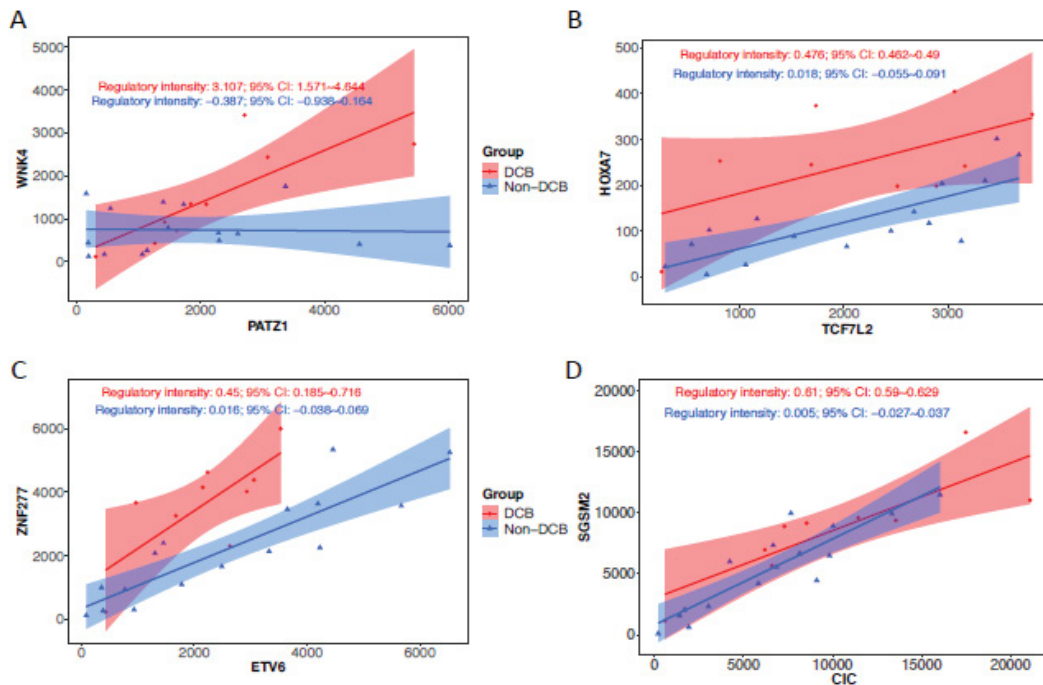 A
Regulatory intensity: 3.107; 95% CI: 1.571~4.644
Regulatory intensity: −0.387; 95% CI: −0.938~0.164
5000
4000
3000
2000
1000
0
WNK4
0
2000
4000
6000
PATZ1
Group
DCB
Non−DCB
B
Regulatory intensity: 0.476; 95% CI: 0.462~0.49
Regulatory intensity: 0.018; 95% CI: −0.055~0.091
500
400
300
200
100
0
HOXA7
1000
2000
3000
TCF7L2
C
Regulatory intensity: 0.45; 95% CI: 0.185~0.716
Regulatory intensity: 0.016; 95% CI: −0.038~0.069
6000
4000
2000
0
ZNF277
0
2000
4000
6000
ETV6
Group
DCB
Non−DCB
D
Regulatory intensity: 0.61; 95% CI: 0.59~0.629
Regulatory intensity: 0.005; 95% CI: −0.027~0.037
20000
15000
10000
5000
0
SGSM2
0
5000
10000
15000
20000
CIC